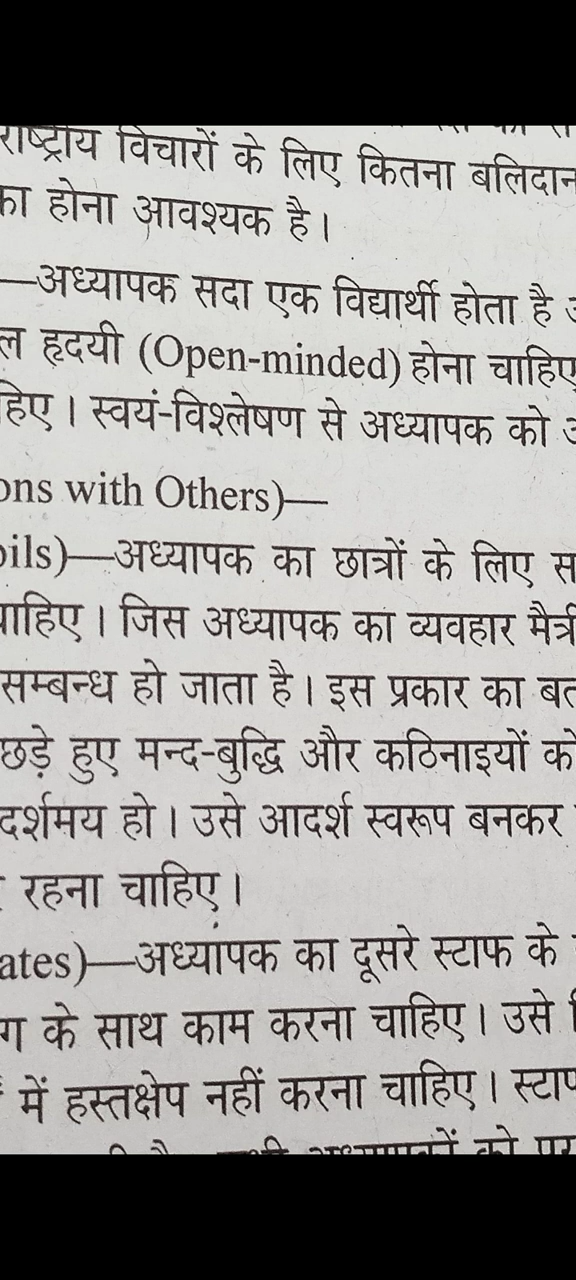 राष्ट्रीय विचारों के लिए कितना बलिदान
का होना आवश्यक है।
—अध्यापक सदा एक विद्यार्थी होता है
ल हृदयी (Open-minded) होना चाहिए
हिए। स्वयं-विश्लेषण से अध्यापक को
ons with Others)—
pils)—अध्यापक का छात्रों के लिए स
चाहिए। जिस अध्यापक का व्यवहार मैत्री
सम्बन्ध हो जाता है। इस प्रकार का बर्त
छड़े हुए मन्द-बुद्धि और कठिनाइयों को
दर्शमय हो। उसे आदर्श स्वरूप बनकर
रहना चाहिए।
ates)—अध्यापक का दूसरे स्टाफ के
ग के साथ काम करना चाहिए। उसे
में हस्तक्षेप नहीं करना चाहिए। स्टाफ